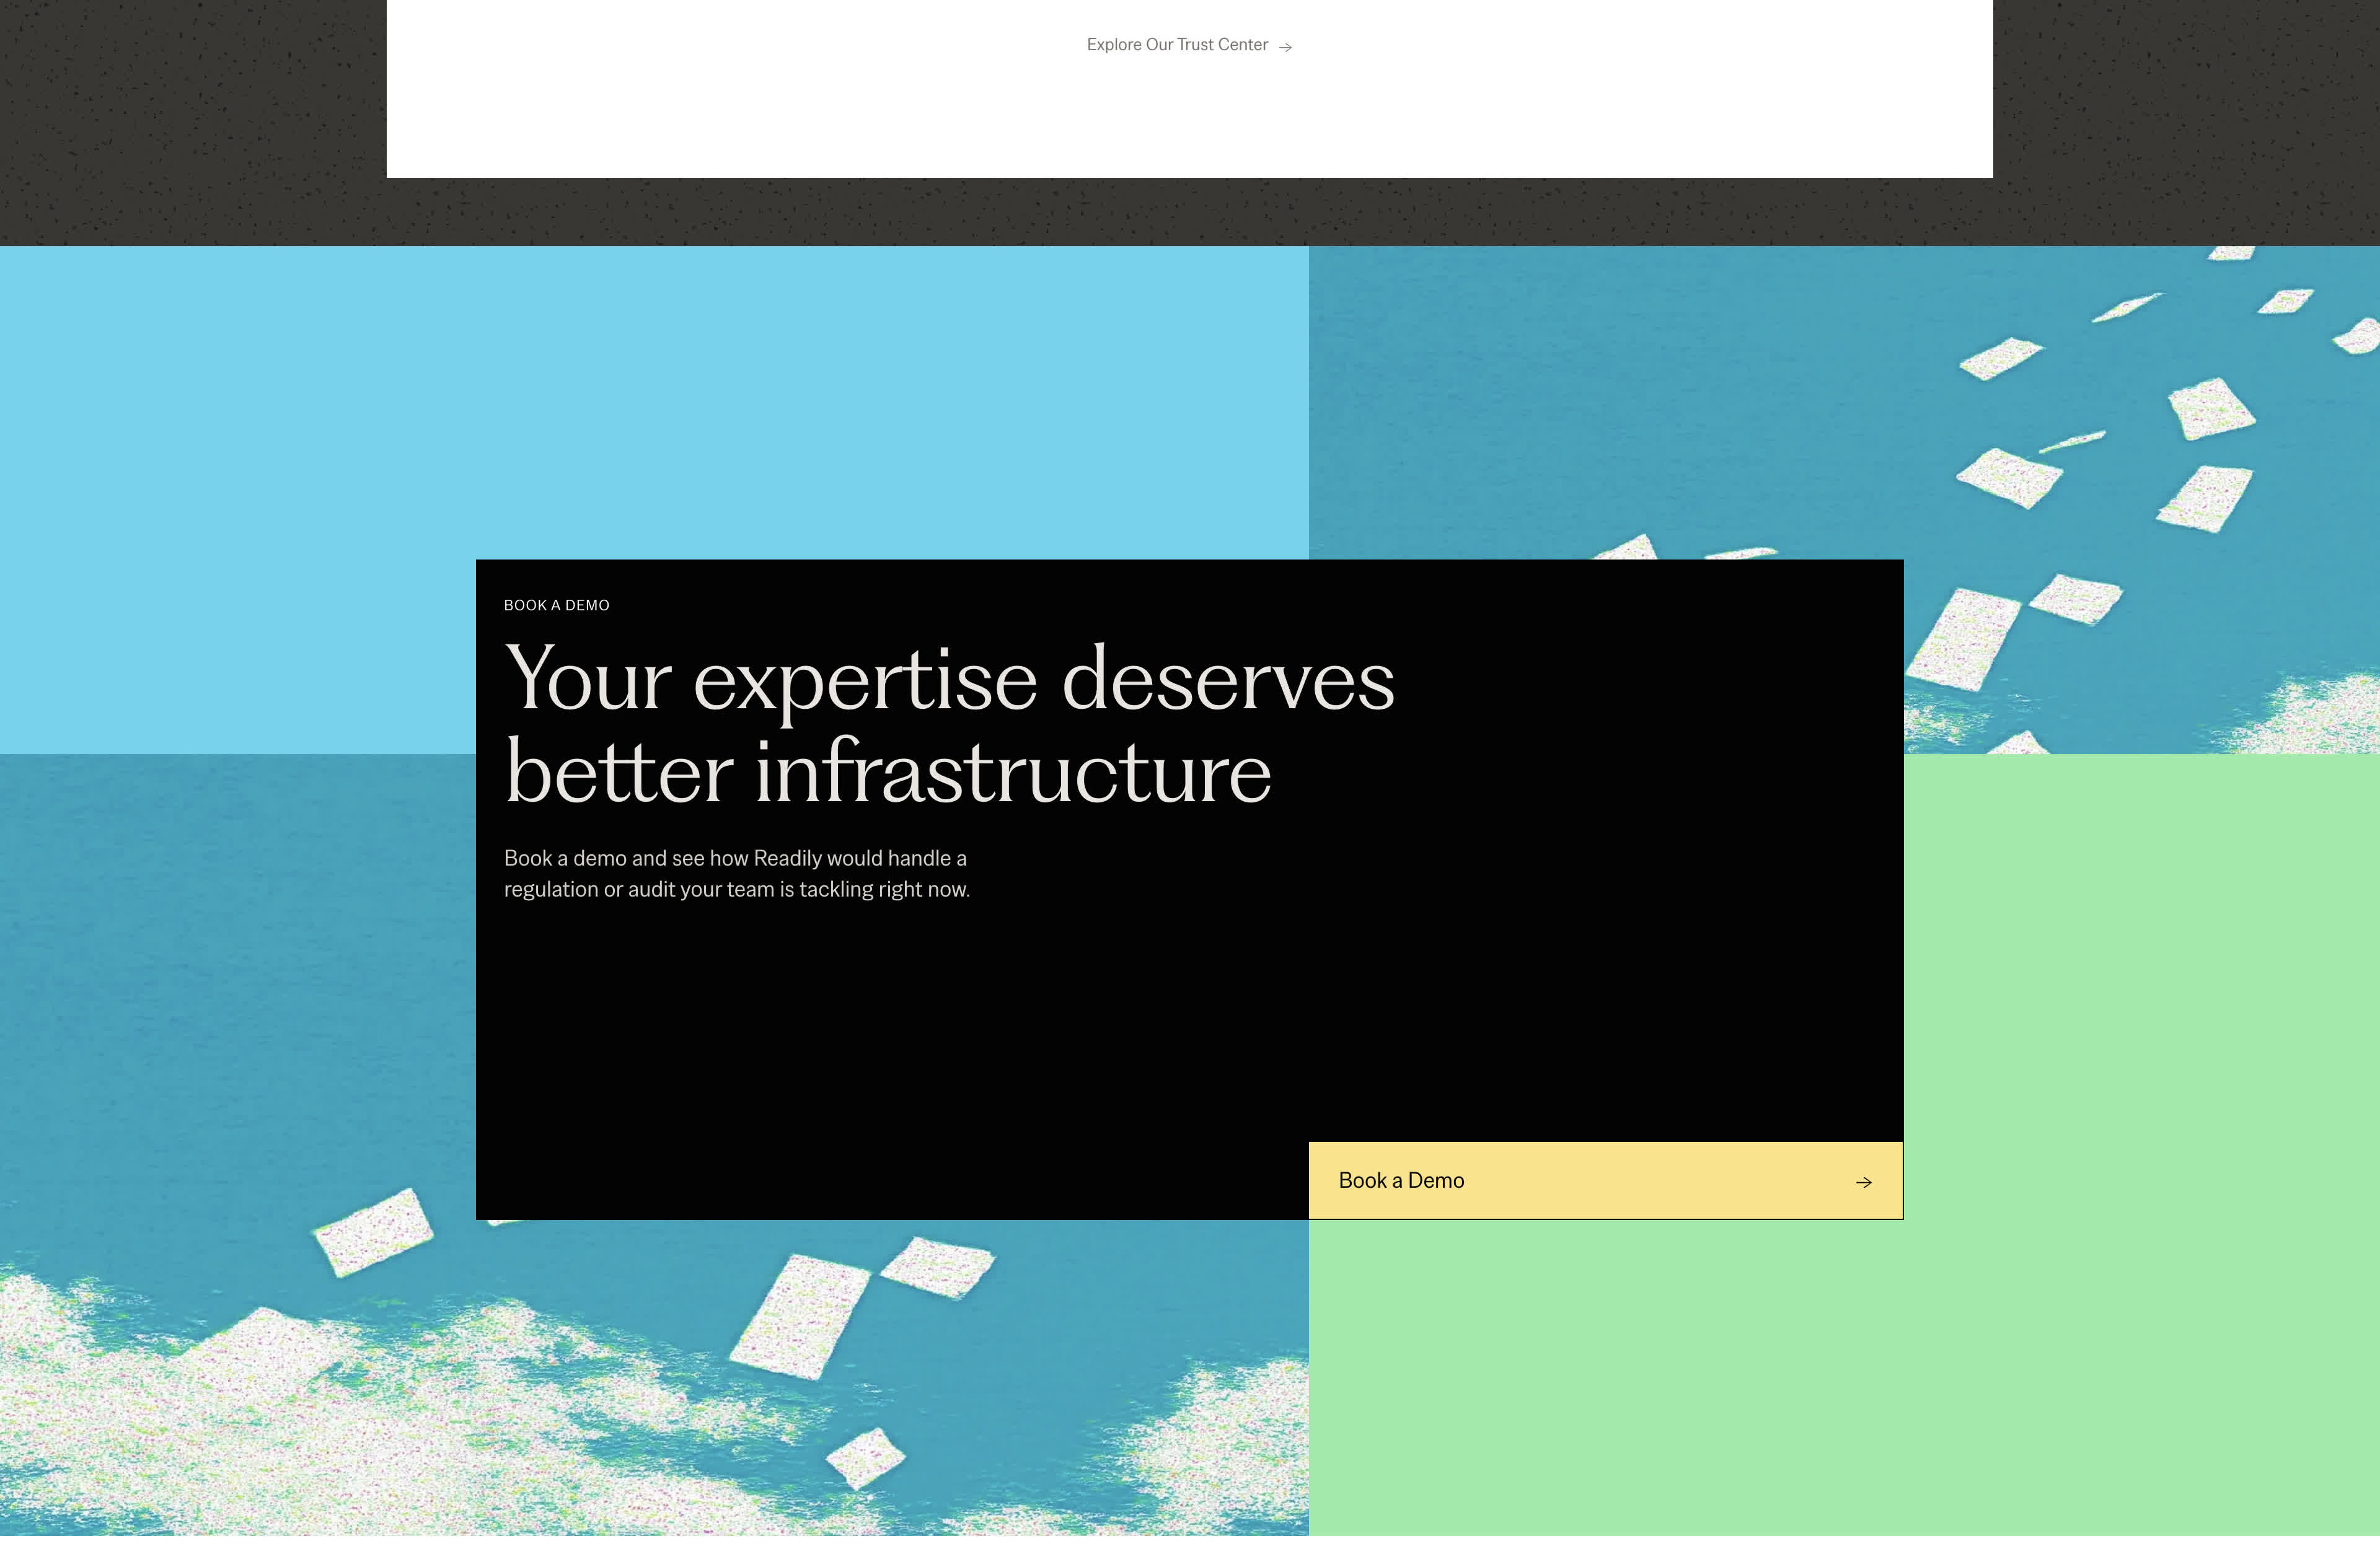 Explore Our Trust Center →
BOOK A DEMO
Your expertise deserves
better infrastructure
Book a demo and see how Readily would handle a
regulation or audit your team is tackling right now.
Book a Demo →